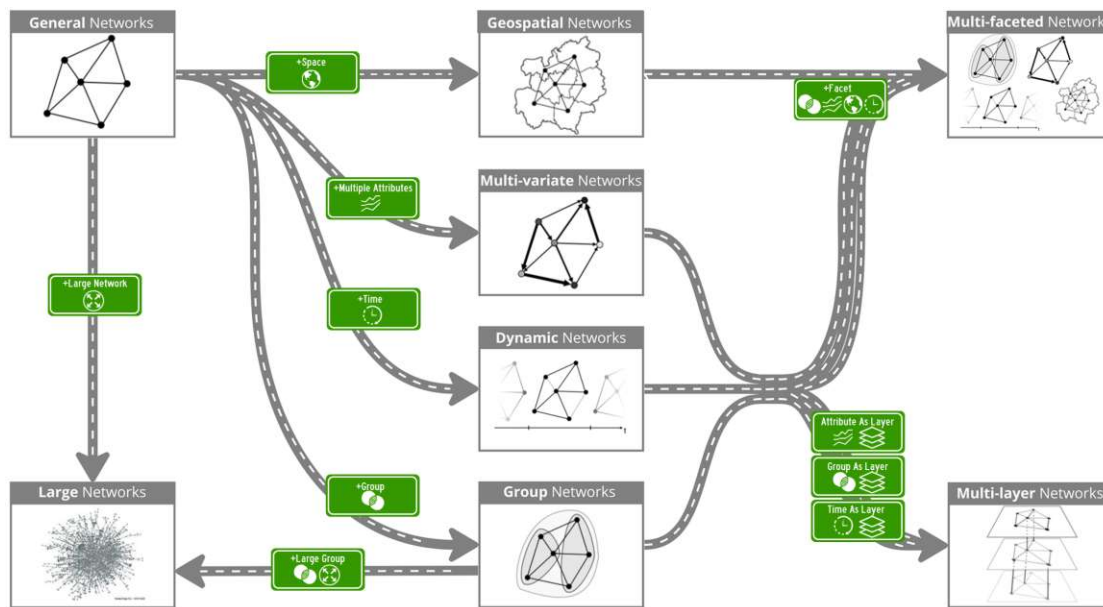 General Networks
Geospatial Networks
Multi-faceted Network
+Space
+Facet
+Multiple Attributes
Multi-variate Networks
+Large Network
+Time
Dynamic Networks
t
Attribute As Layer
Group As Layer
Time As Layer
+Group
Large Networks
Group Networks
Multi-layer Networks
+Large Group